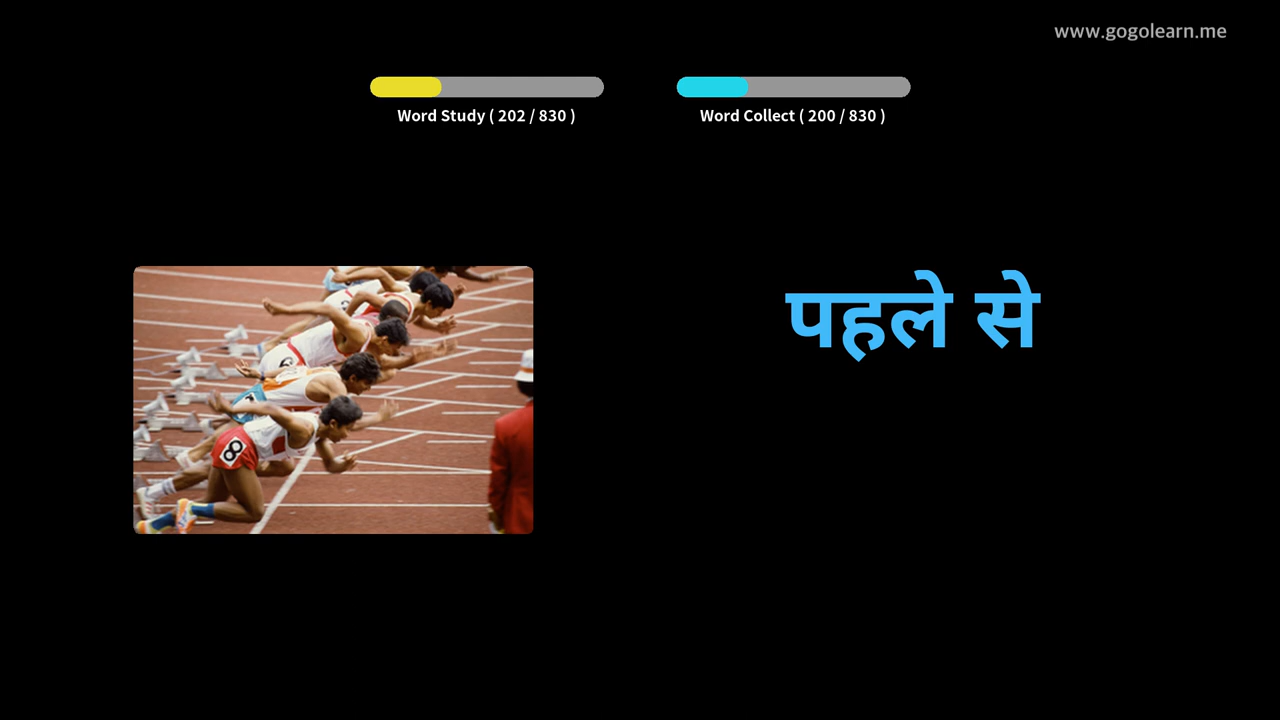 www.gogolearn.me
Word Study ( 202 / 830 )
Word Collect ( 200 / 830 )
पहले से
8